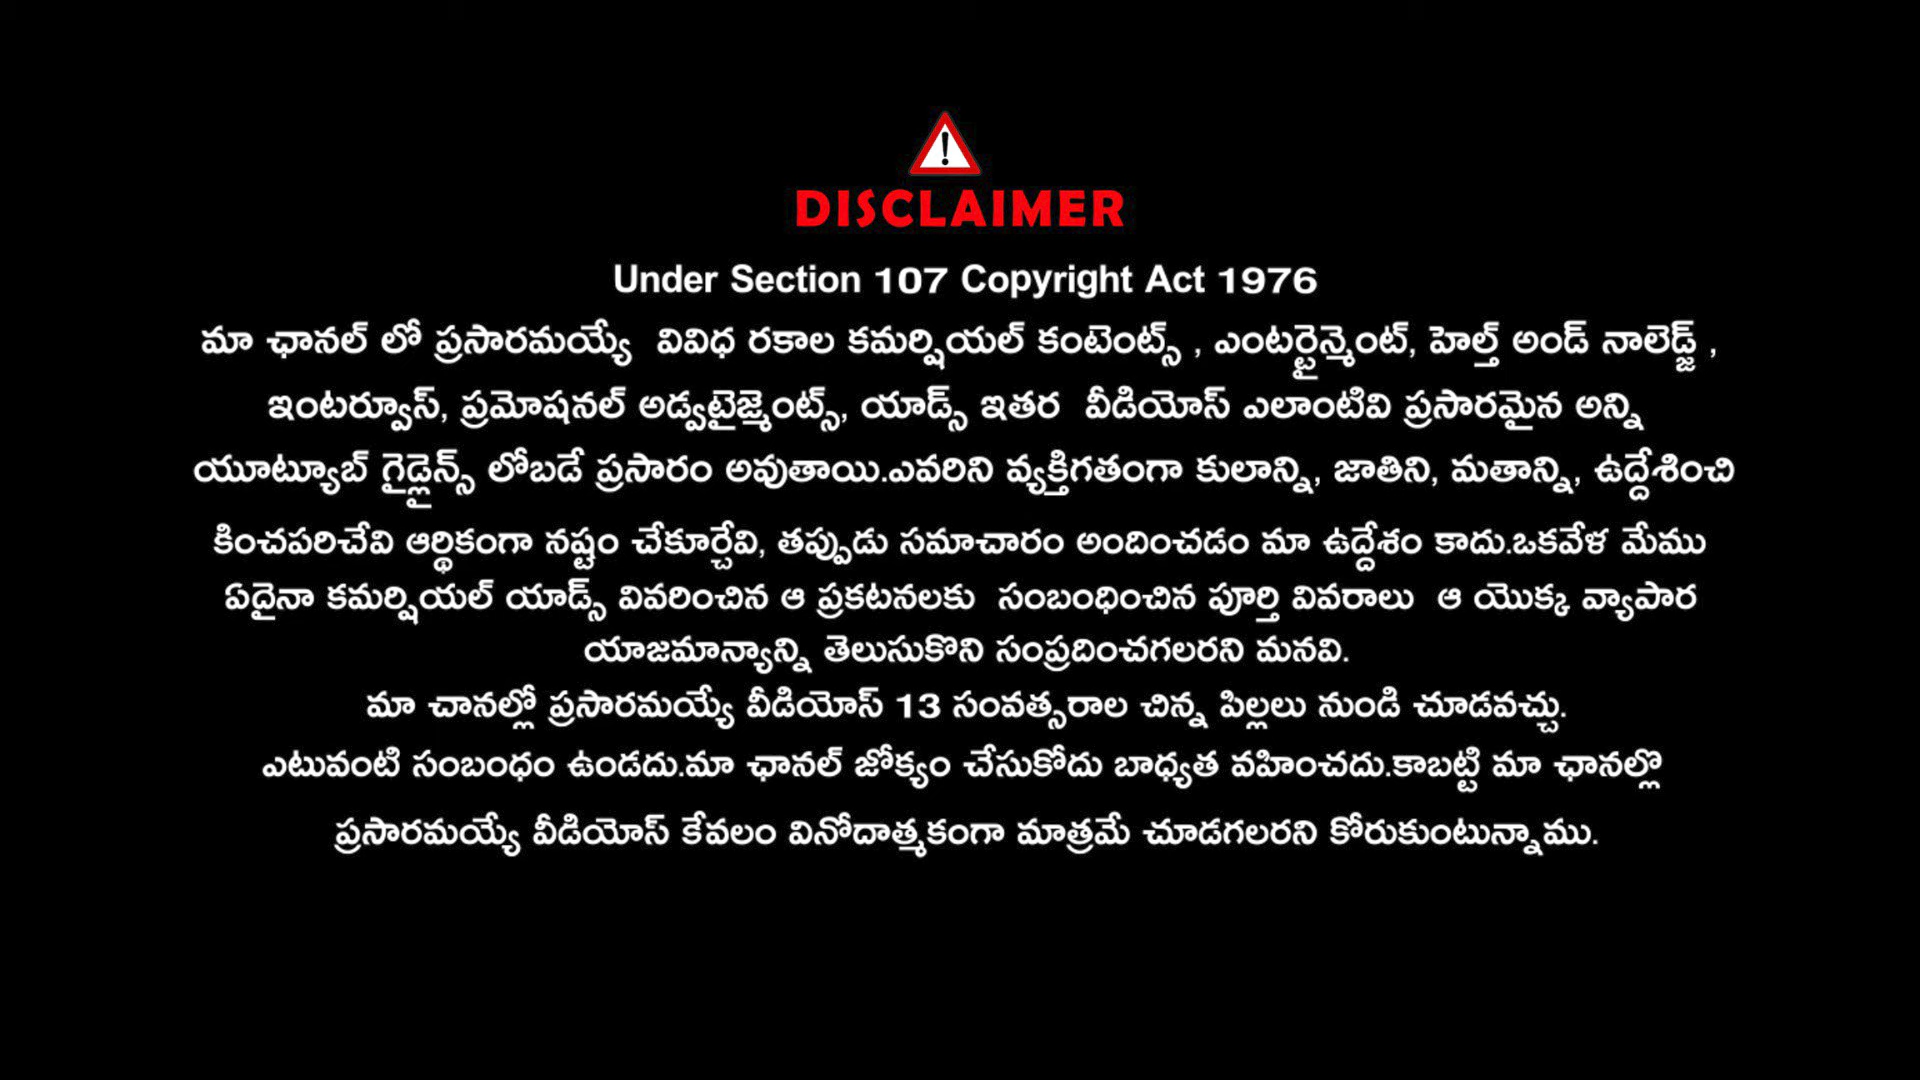 DISCLAIMER
Under Section 107 Copyright Act 1976
మా ఛానల్ లో ప్రసారమయ్యే వివిధ రకాల కమర్షియల్ కంటెంట్స్ , ఎంటర్టైన్మెంట్, హెల్త్ అండ్ నాలెడ్జ్ ,
ఇంటర్వూస్, ప్రమోషనల్ అడ్వటైజ్మెంట్స్, యాడ్స్ ఇతర వీడియోస్ ఎలాంటివి ప్రసారమైన అన్ని
యూట్యూబ్ గైడ్లైన్స్ లోబడే ప్రసారం అవుతాయి.ఎవరిని వ్యక్తిగతంగా కులాన్ని, జాతిని, మతాన్ని, ఉద్దేశించి
కించపరిచేవి ఆర్థికంగా నష్టం చేకూర్చేవి, తప్పుడు సమాచారం అందించడం మా ఉద్దేశం కాదు.ఒకవేళ మేము
ఏదైనా కమర్షియల్ యాడ్స్ వివరించిన ఆ ప్రకటనలకు సంబంధించిన పూర్తి వివరాలు ఆ యొక్క వ్యాపార
యాజమాన్యాన్ని తెలుసుకొని సంప్రదించగలరని మనవి.
మా చానల్లో ప్రసారమయ్యే వీడియోస్ 13 సంవత్సరాల చిన్న పిల్లలు నుండి చూడవచ్చు.
ఎటువంటి సంబంధం ఉండదు.మా ఛానల్ జోక్యం చేసుకోదు బాధ్యత వహించదు.కాబట్టి మా ఛానల్లొ
ప్రసారమయ్యే వీడియోస్ కేవలం వినోదాత్మకంగా మాత్రమే చూడగలరని కోరుకుంటున్నాము.